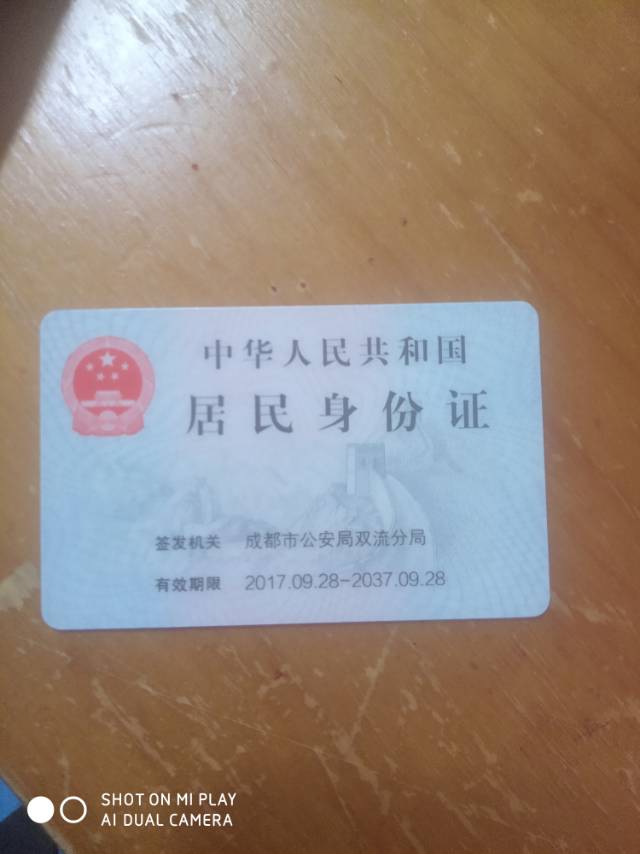 中华人民共和国
居民身份证
签发机关 成都市公安局双流分局
有效期限 2017.09.28-2037.09.28
SHOT ON MI PLAY
AI DUAL CAMERA